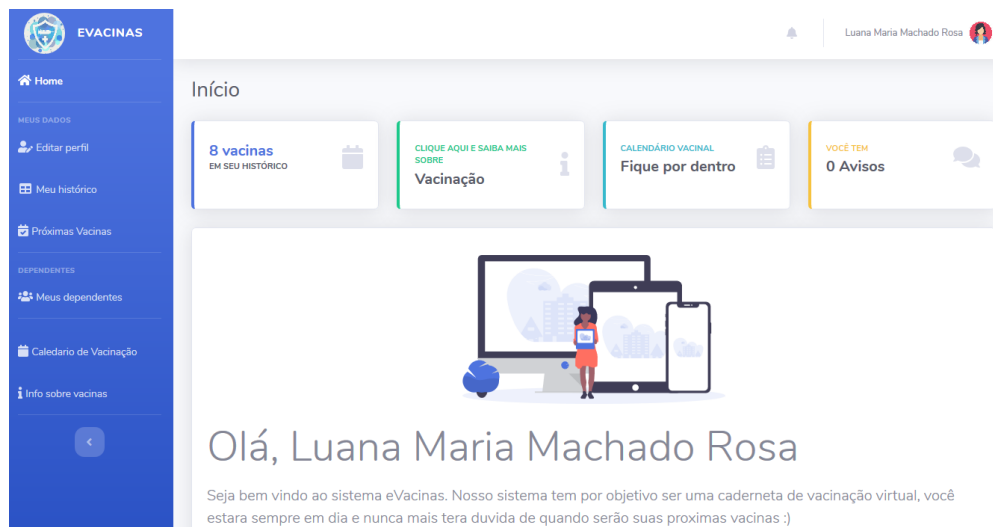 EVACINAS
Luana Maria Machado Rosa
Home
MEUS DADOS
Editar perfil
Meu histórico
Próximas Vacinas
DEPENDENTES
Meus dependentes
Caledario de Vacinação
Info sobre vacinas
Início
8 vacinas
EM SEU HISTÓRICO
CLIQUE AQUI E SAIBA MAIS
SOBRE
Vacinação
CALENDÁRIO VACINAL
Fique por dentro
VOCÊ TEM
0 Avisos
Olá, Luana Maria Machado Rosa
Seja bem vindo ao sistema eVacinas. Nosso sistema tem por objetivo ser uma caderneta de vacinação virtual, você
estara sempre em dia e nunca mais tera duvida de quando serão suas proximas vacinas :)